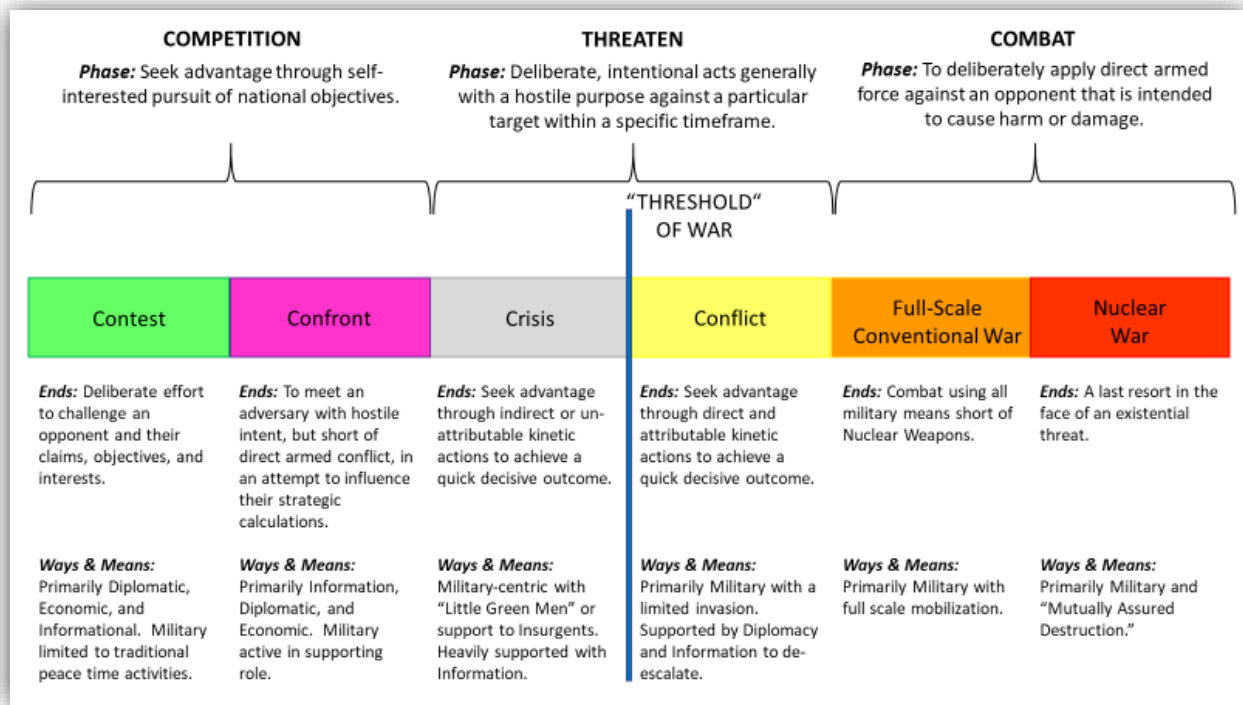 COMPETITION
Phase: Seek advantage through self-
interested pursuit of national objectives.
THREATEN
Phase: Deliberate, intentional acts generally
with a hostile purpose against a particular
target within a specific timeframe.
COMBAT
Phase: To deliberately apply direct armed
force against an opponent that is intended
to cause harm or damage.
“THRESHOLD“
OF WAR
Contest
Confront
Crisis
Conflict
Full-Scale
Conventional War
Nuclear
War
Ends: Deliberate effort
to challenge an
opponent and their
claims, objectives, and
interests.
Ends: To meet an
adversary with hostile
intent, but short of
direct armed conflict, in
an attempt to influence
their strategic
calculations.
Ends: Seek advantage
through indirect or un-
attributable kinetic
actions to achieve a
quick decisive outcome.
Ends: Seek advantage
through direct and
attributable kinetic
actions to achieve a
quick decisive outcome.
Ends: Combat using all
military means short of
Nuclear Weapons.
Ends: A last resort in the
face of an existential
threat.
Ways & Means:
Primarily Diplomatic,
Economic, and
Informational. Military
limited to traditional
peace time activities.
Ways & Means:
Primarily Information,
Diplomatic, and
Economic. Military
active in supporting
role.
Ways & Means:
Military-centric with
“Little Green Men” or
support to Insurgents.
Heavily supported with
Information.
Ways & Means:
Primarily Military with a
limited invasion.
Supported by Diplomacy
and Information to de-
escalate.
Ways & Means:
Primarily Military with
full scale mobilization.
Ways & Means:
Primarily Military and
“Mutually Assured
Destruction.”